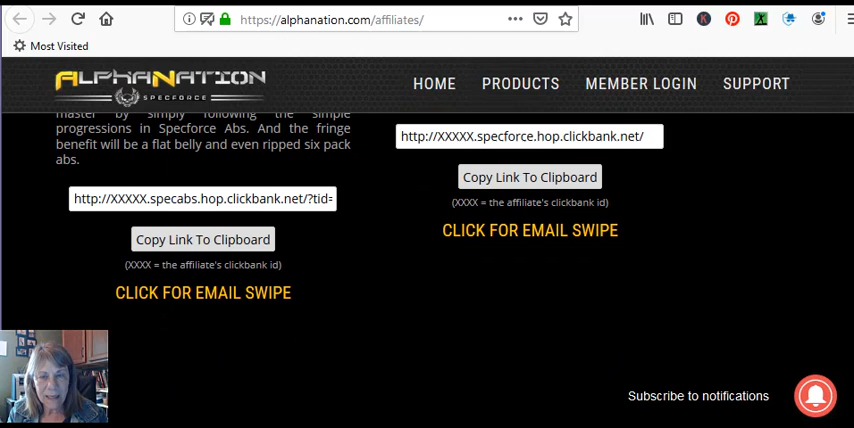 https://alphanation.com/affiliates/
Most Visited
ALPHANATION
SPECFORCE
HOME PRODUCTS MEMBER LOGIN SUPPORT
master by simply following the simple
progressions in Specforce Abs. And the fringe
benefit will be a flat belly and even ripped six pack
abs.
http://XXXXX.specabs.hop.clickbank.net/?tid=
Copy Link To Clipboard
(XXXX = the affiliate's clickbank id)
CLICK FOR EMAIL SWIPE
http://XXXXX.specforce.hop.clickbank.net/
Copy Link To Clipboard
(XXXX = the affiliate's clickbank id)
CLICK FOR EMAIL SWIPE
Subscribe to notifications